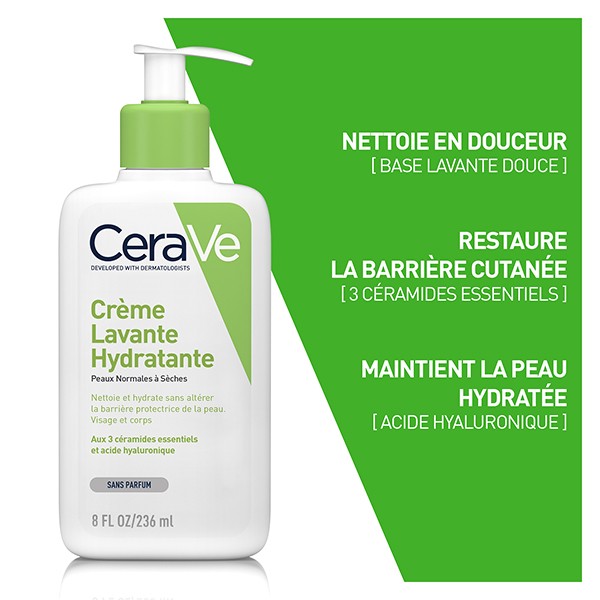 CeraVe
DEVELOPED WITH DERMATOLOGISTS
Crème
Lavante
Hydratante
Peaux Normales à Sèches
Nettoie et hydrate sans altérer
la barrière protectrice de la peau.
Visage et corps
Aux 3 céramides essentiels
et acide hyaluronique
SANS PARFUM
8 FL OZ/236 ml
NETTOIE EN DOUCEUR
[ BASE LAVANTE DOUCE ]
RESTAURE
LA BARRIÈRE CUTANÉE
[ 3 CÉRAMIDES ESSENTIELS ]
MAINTIENT LA PEAU
HYDRATÉE
[ ACIDE HYALURONIQUE ]